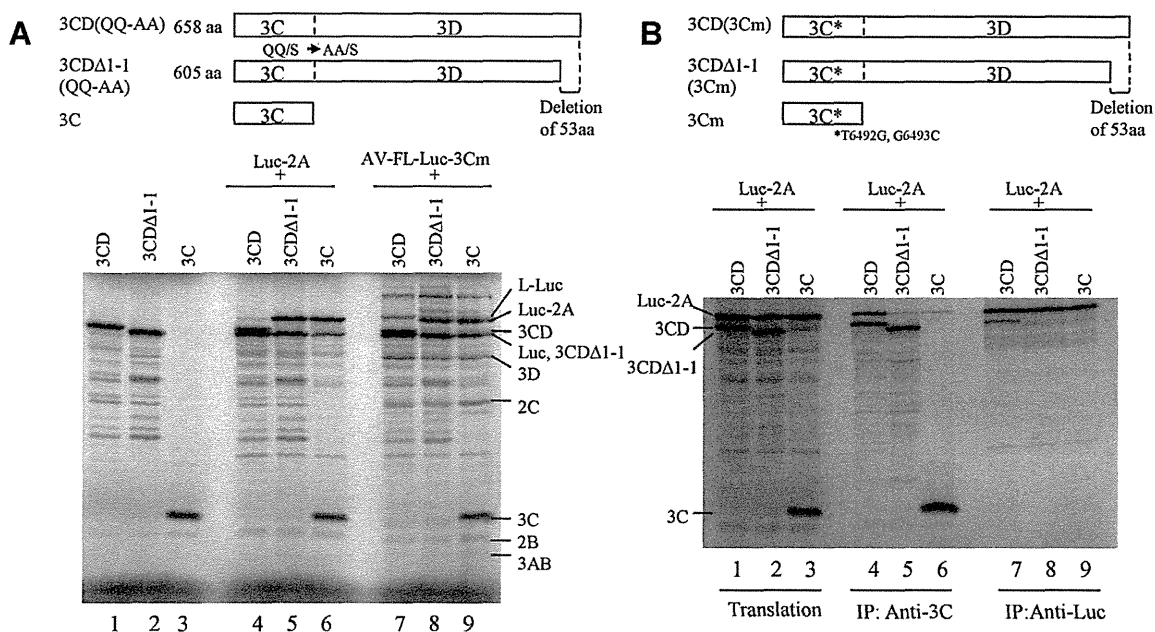 A
3CD(QQ-AA) 658 aa
3C 3D
QQ/S → AA/S
3CDΔ1-1 605 aa
(QQ-AA)
3C 3D
Deletion
of 53aa
3C
3C
Luc-2A
+
AV-FL-Luc-3Cm
+
3CD 3CDΔ1-1 3C
3CD 3CDΔ1-1 3C
3CD 3CDΔ1-1 3C
L-Luc
Luc-2A
3CD
Luc, 3CDΔ1-1
3D
2C
3C
2B
3AB
1 2 3 4 5 6 7 8 9
B
3CD(3Cm)
3C* 3D
3CDΔ1-1
(3Cm)
3C* 3D
Deletion
of 53aa
3Cm
3C*
*T6492G, G6493C
Luc-2A
+
Luc-2A
+
Luc-2A
+
3CD 3CDΔ1-1 3C
3CD 3CDΔ1-1 3C
3CD 3CDΔ1-1 3C
Luc-2A
3CD
3CDΔ1-1
3C
1 2 3 4 5 6 7 8 9
Translation
IP: Anti-3C
IP:Anti-Luc